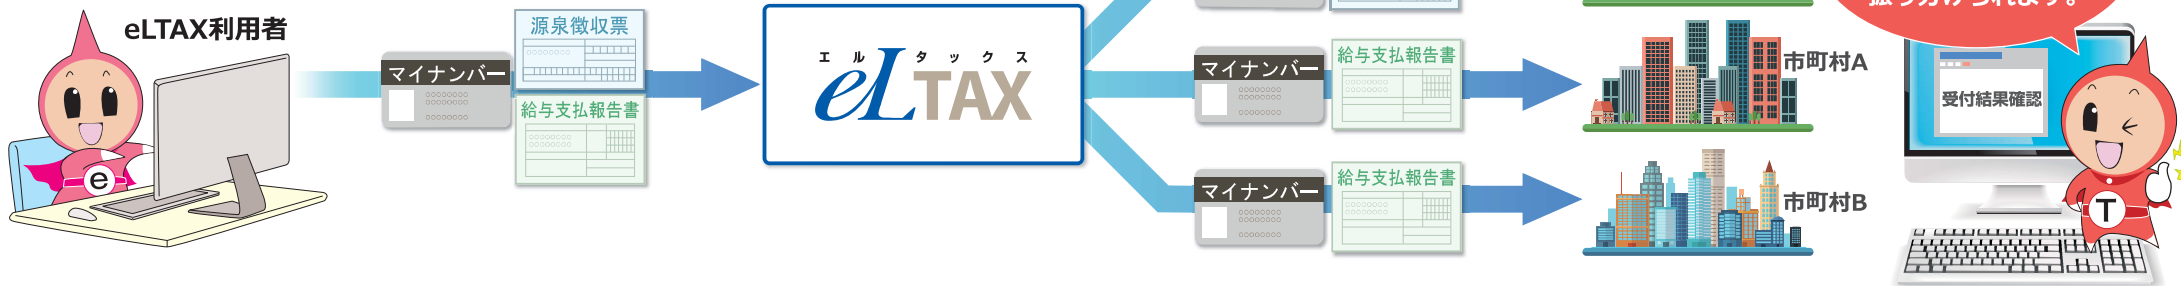 eLTAX利用者
e
マイナンバー
源泉徴収票
給与支払報告書
エルタックス
eLTAX
マイナンバー
給与支払報告書
市町村A
マイナンバー
給与支払報告書
市町村B
受付結果確認
T